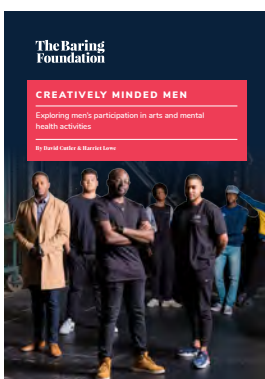 The Baring
Foundation
CREATIVELY MINDED MEN
Exploring men's participation in arts and mental
health activities
By David Cutler & Harriet Lowe